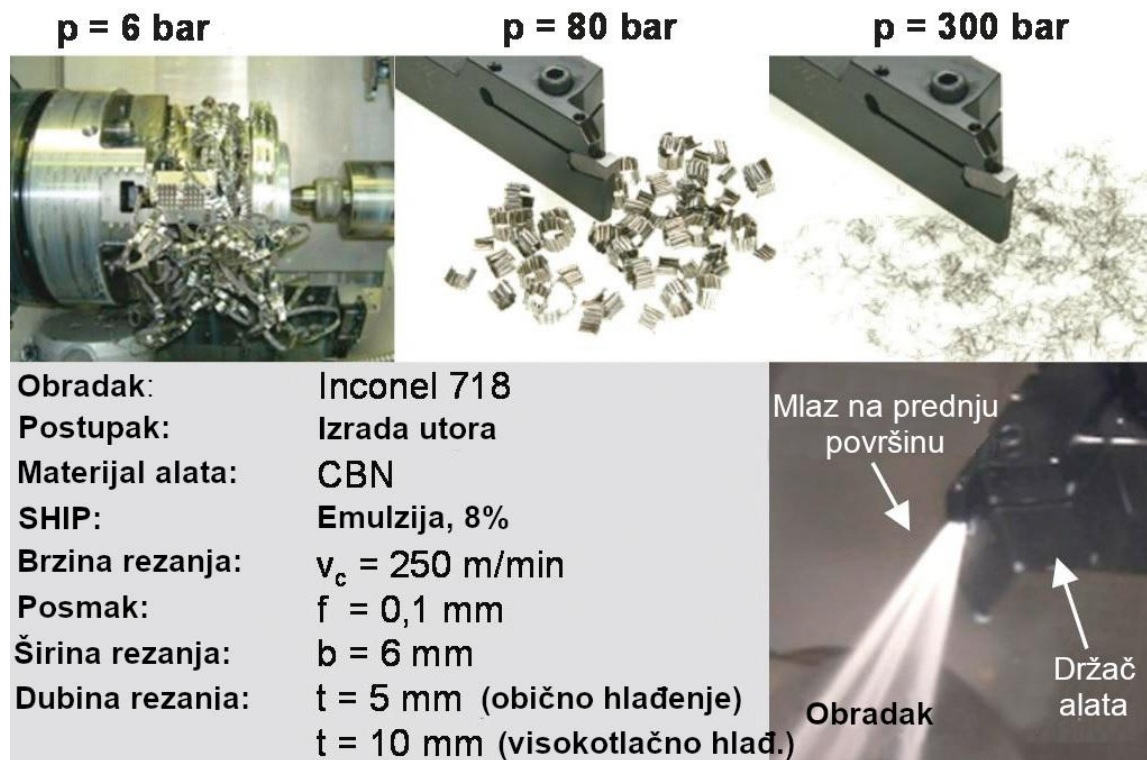 p = 6 bar
p = 80 bar
p = 300 bar
Obradak: Inconel 718
Postupak: Izrada utora
Materijal alata: CBN
SHIP: Emulzija, 8%
Brzina rezanja: vc = 250 m/min
Posmak: f = 0,1 mm
Širina rezanja: b = 6 mm
Dubina rezania: t = 5 mm (obično hlađenje)
t = 10 mm (visokotlačno hlađ.)
Mlaz na prednju
površinu
Držač
alata
Obradak